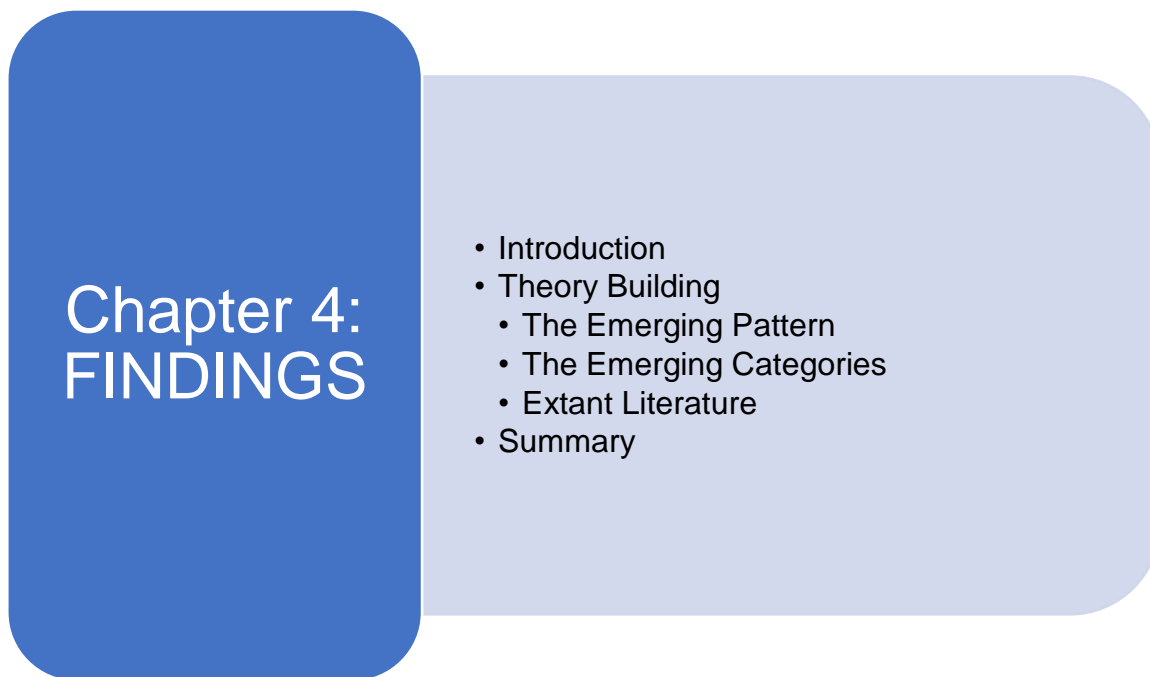 Chapter 4:
FINDINGS
• Introduction
• Theory Building
• The Emerging Pattern
• The Emerging Categories
• Extant Literature
• Summary